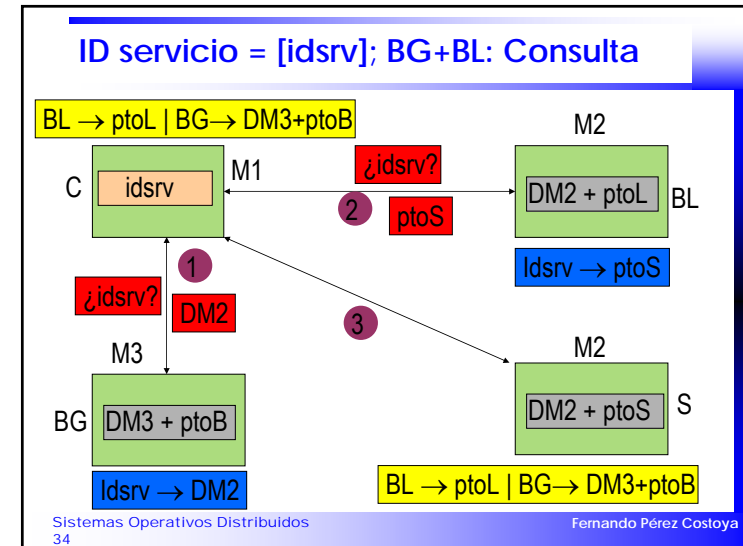 ID servicio = [idsrv]; BG+BL: Consulta
BL → ptoL | BG→ DM3+ptoB
M2
C
idsrv
M1
¿idsrv?
2
ptoS
DM2 + ptoL
BL
Idsrv → ptoS
1
¿idsrv?
DM2
3
M3
M2
BG
DM3 + ptoB
DM2 + ptoS
S
Idsrv → DM2
BL → ptoL | BG→ DM3+ptoB
Sistemas Operativos Distribuidos
34
Fernando Pérez Costoya